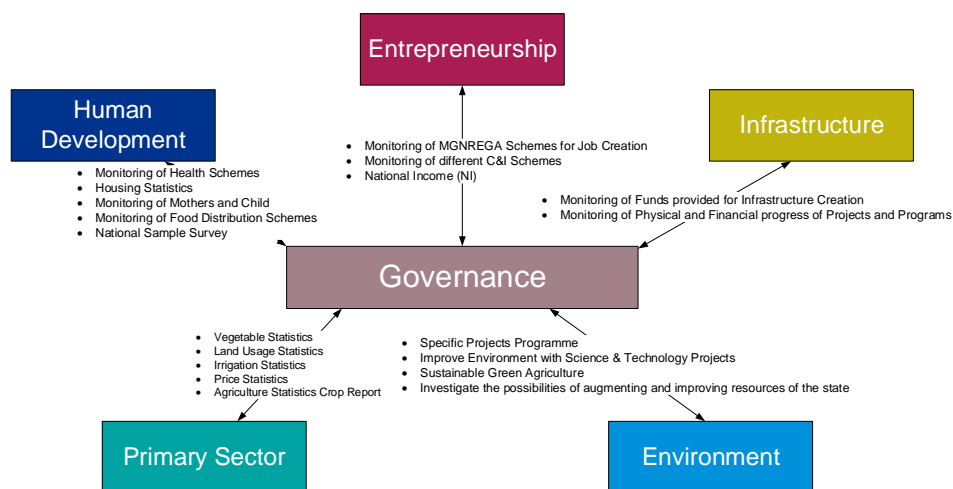 Entrepreneurship
Human
Development
Infrastructure
• Monitoring of MGNREGA Schemes for Job Creation
• Monitoring of different C&I Schemes
• National Income (NI)
• Monitoring of Health Schemes
• Housing Statistics
• Monitoring of Mothers and Child
• Monitoring of Food Distribution Schemes
• National Sample Survey
• Monitoring of Funds provided for Infrastructure Creation
• Monitoring of Physical and Financial progress of Projects and Programs
Governance
• Vegetable Statistics
• Land Usage Statistics
• Irrigation Statistics
• Price Statistics
• Agriculture Statistics Crop Report
• Specific Projects Programme
• Improve Environment with Science & Technology Projects
• Sustainable Green Agriculture
• Investigate the possibilities of augmenting and improving resources of the state
Primary Sector
Environment